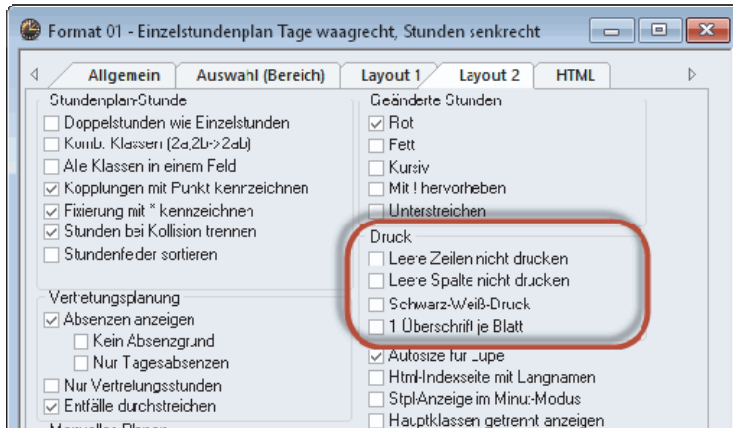 Format 01 - Einzelstundenplan Tage waagrecht, Stunden senkrecht
Allgemein
Auswahl (Bereich)
Layout 1
Layout 2
HTML
Stundenplan-Stunde
Doppelstunden wie Einzelstunden
Komb. Klassen (2a,2b->2ab)
Alle Klassen in einem Feld
Kopplungen mit Punkt kennzeichnen
Fixierung mit * kennzeichnen
Stunden bei Kollision trennen
Stundenfelder sortieren
Vertretungsplanung
Absenzen anzeigen
Kein Absenzgrund
Nur Tagesabsenzen
Nur Vertretungsstunden
Entfälle durchstreichen
Manuelles Planen
Geänderte Stunden
Rot
Fett
Kursiv
Mit ! hervorheben
Unterstreichen
Druck
Leere Zeilen nicht drucken
Leere Spalte nicht drucken
Schwarz-Weiß-Druck
1 Überschrift je Blatt
Autosize für Lupe
Html-Indexseite mit Langnamen
Stpl-Anzeige im Minut-Modus
Hauptklassen getrennt anzeigen